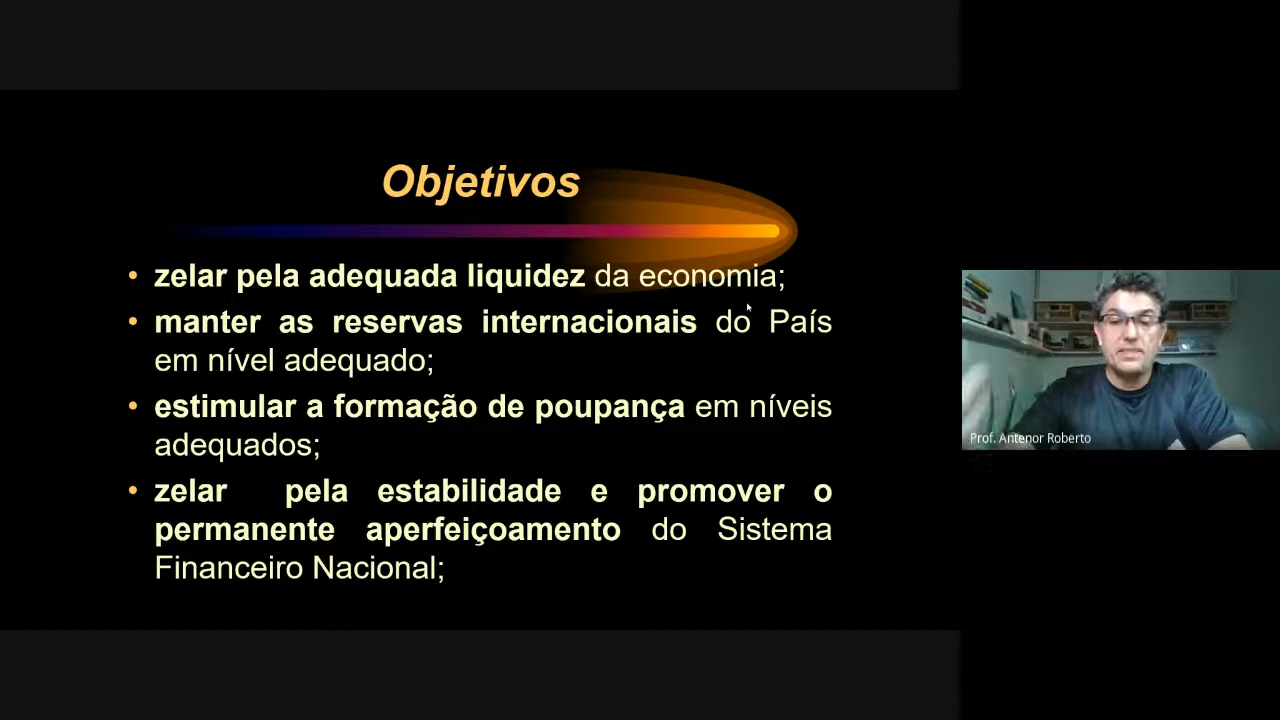 Objetivos
• zelar pela adequada liquidez da economia;
• manter as reservas internacionais do País
em nível adequado;
• estimular a formação de poupança em níveis
adequados;
• zelar pela estabilidade e promover o
permanente aperfeiçoamento do Sistema
Financeiro Nacional;
Prof. Antenor Roberto